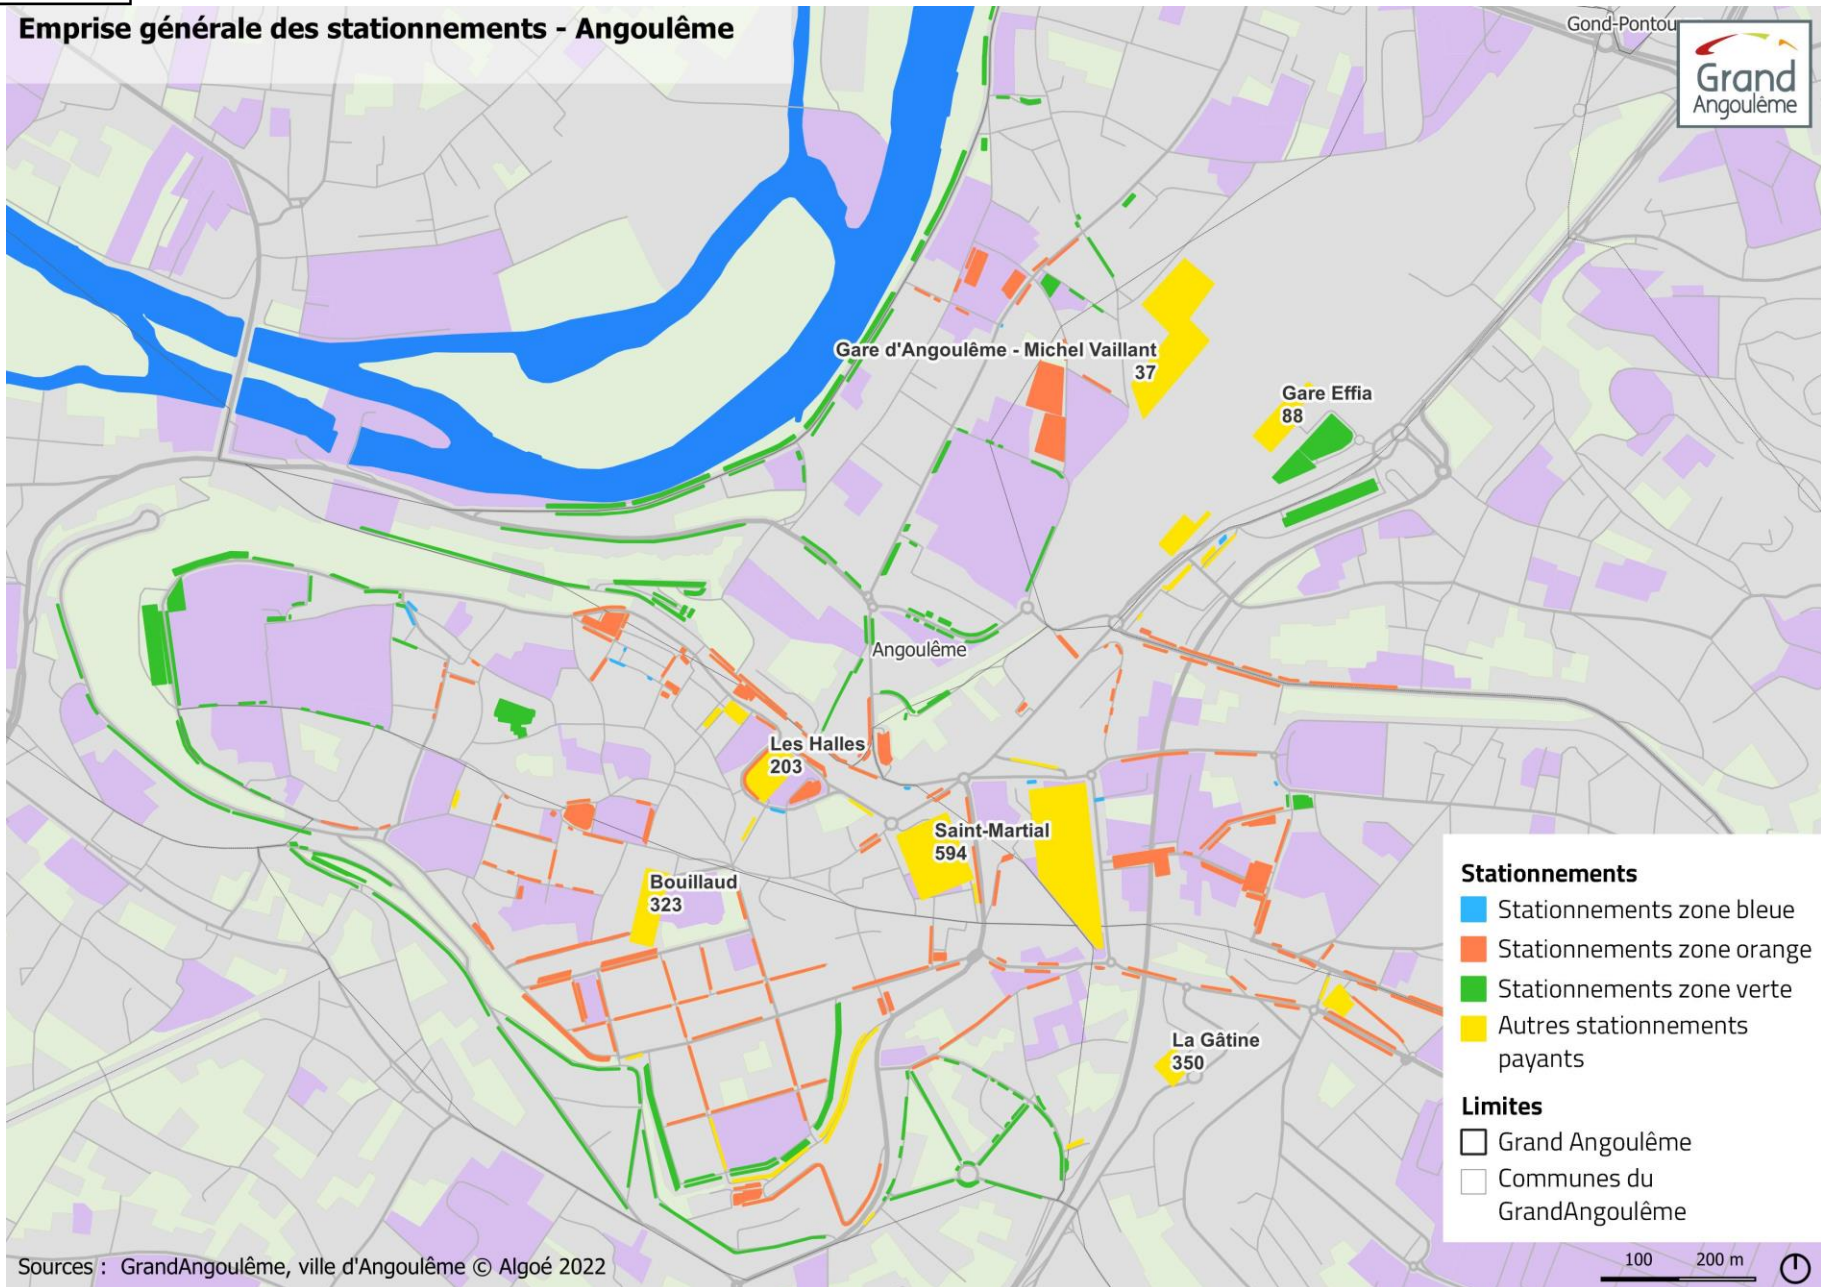 Emprise générale des stationnements - Angoulême
Grand
Angoulême
Gare d'Angoulême - Michel Vaillant
37
Gare Effia
88
Angoulême
Les Halles
203
Saint-Martial
594
Bouillaud
323
La Gâtine
350
Stationnements
Stationnements zone bleue
Stationnements zone orange
Stationnements zone verte
Autres stationnements
payants
Limites
Grand Angoulême
Communes du
GrandAngoulême
Sources : GrandAngoulême, ville d'Angoulême © Algoé 2022
100 200 m